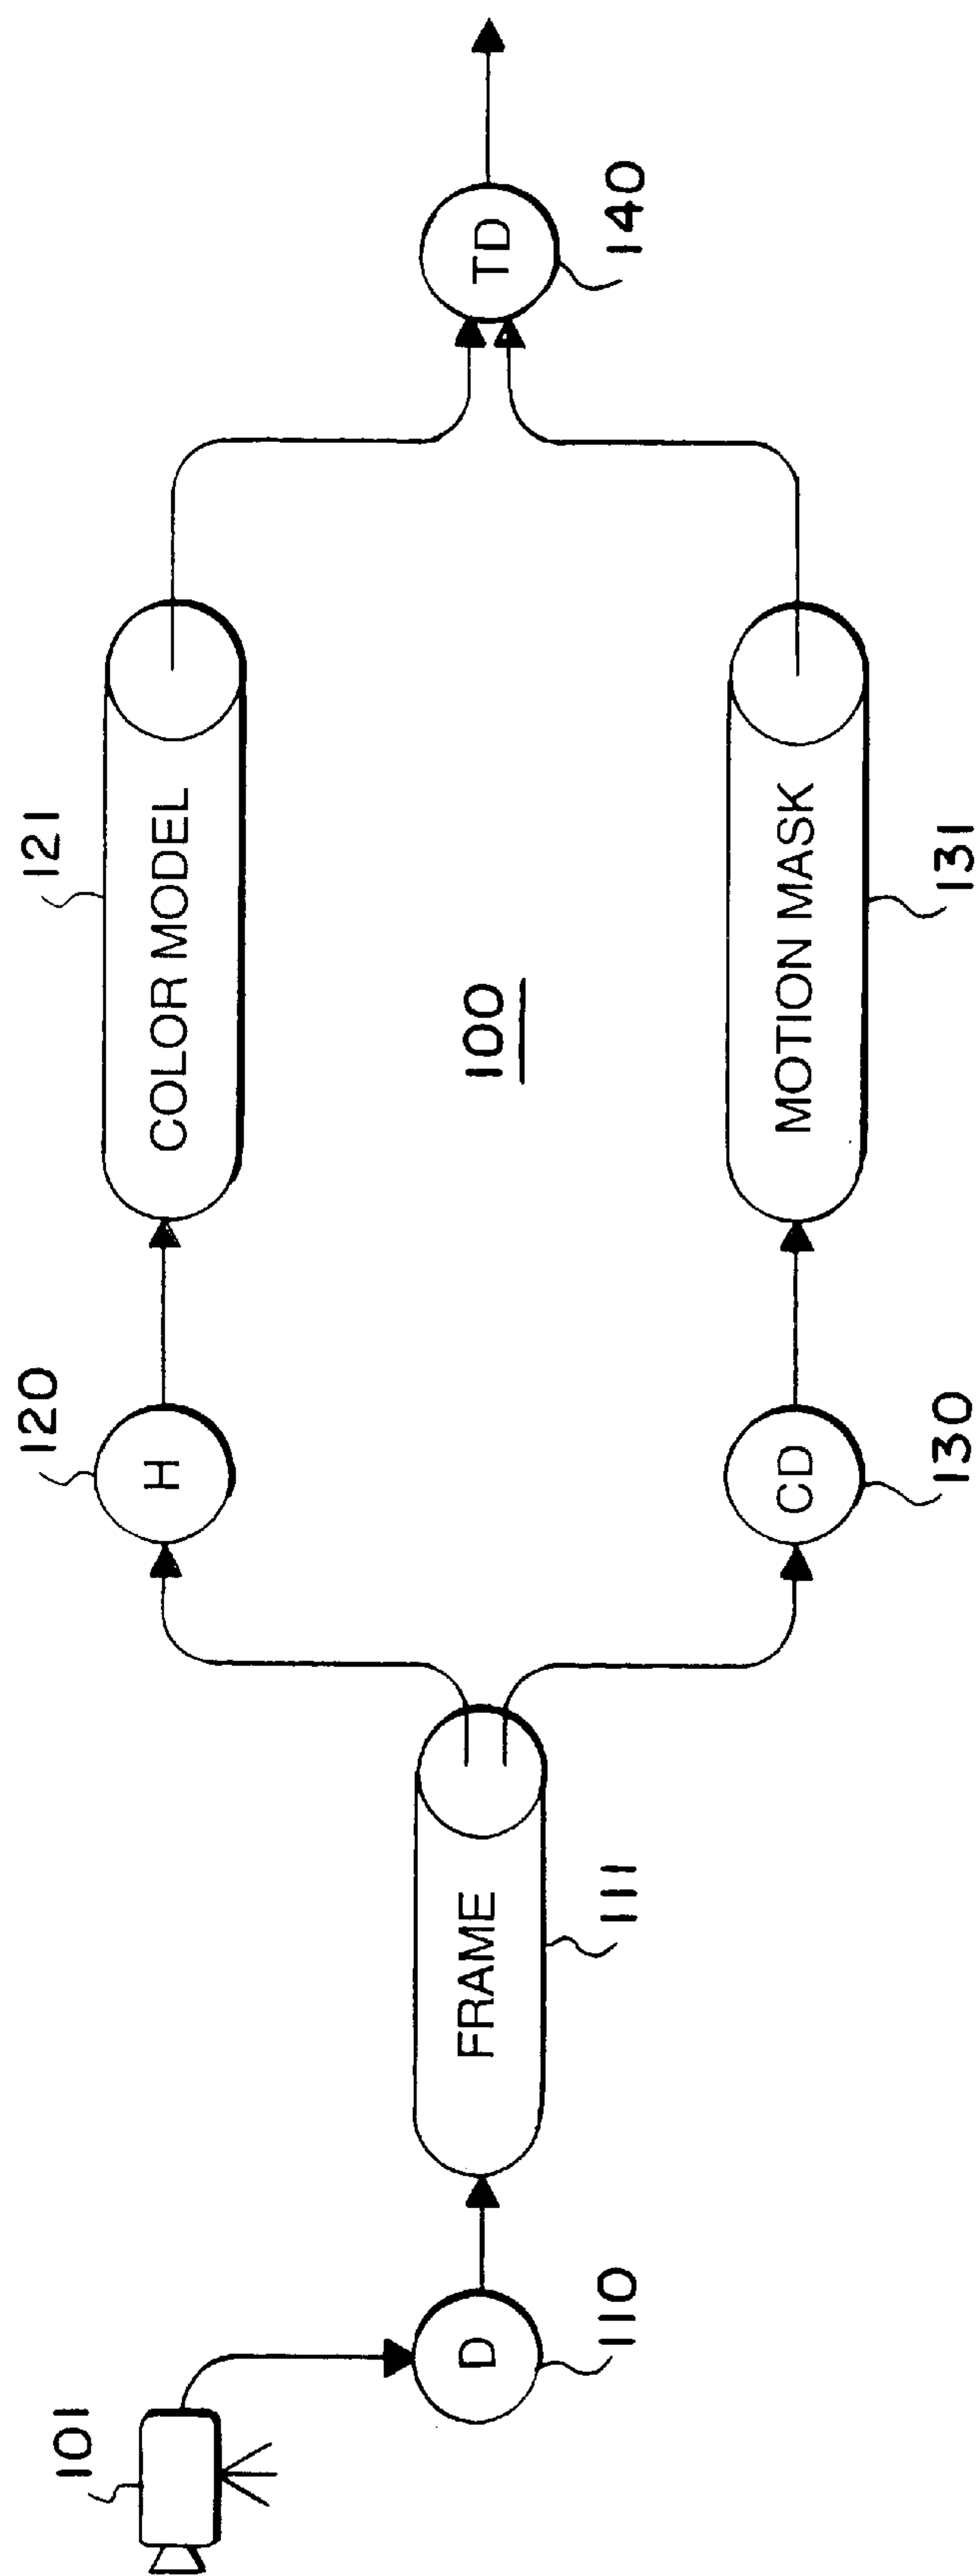 101
D
110
FRAME
111
H
120
CD
130
COLOR MODEL
121
100
MOTION MASK
131
TD
140